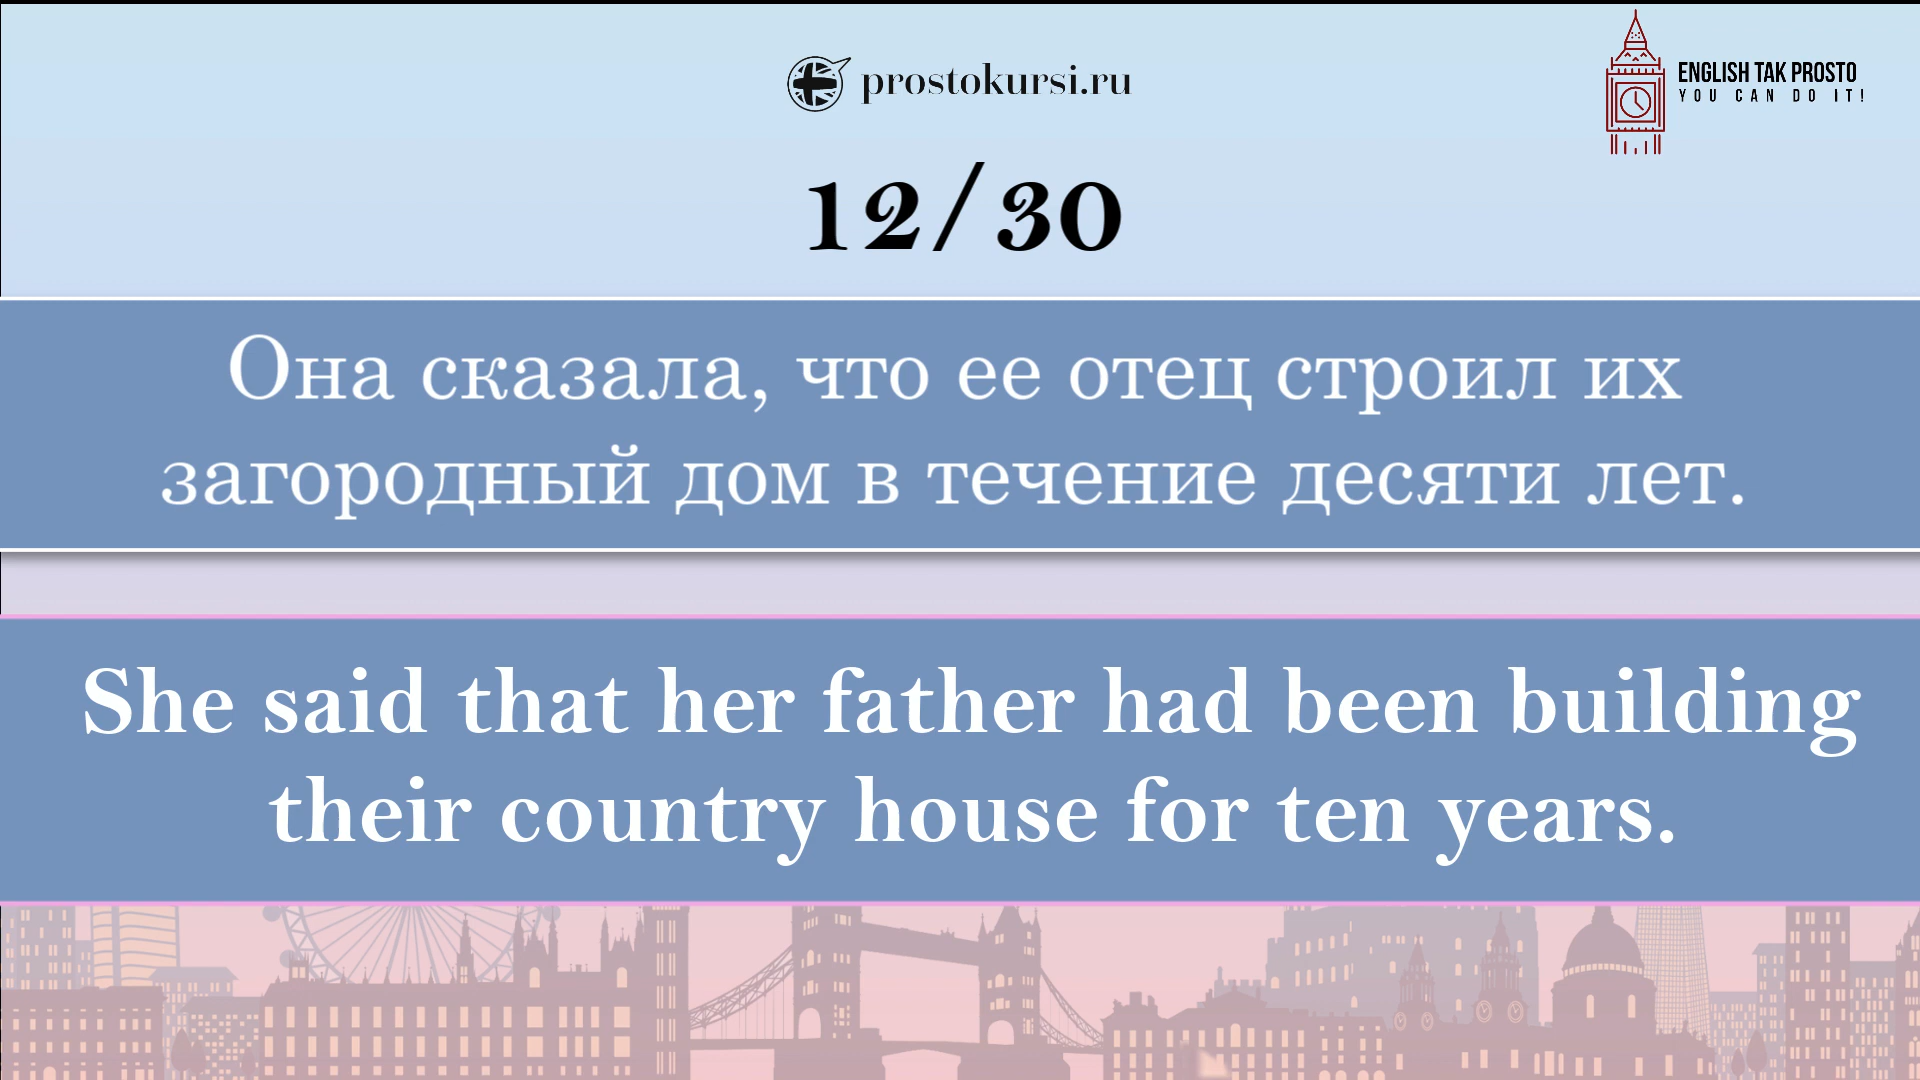 prostokursi.ru
ENGLISH TAK PROSTO
YOU CAN DO IT!
12/30
Она сказала, что ее отец строил их
загородный дом в течение десяти лет.
She said that her father had been building
their country house for ten years.